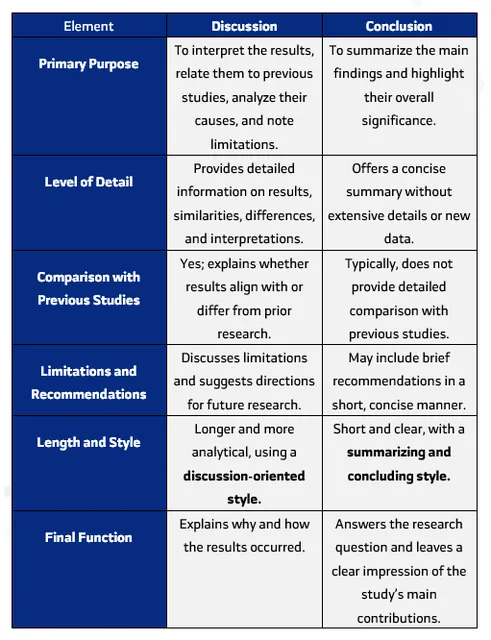 Element Discussion Conclusion
Primary Purpose
To interpret the results,
relate them to previous
studies, analyze their
causes, and note
limitations.
To summarize the main
findings and highlight
their overall
significance.
Level of Detail
Provides detailed
information on results,
similarities, differences,
and interpretations.
Offers a concise
summary without
extensive details or new
data.
Comparison with
Previous Studies
Yes; explains whether
results align with or
differ from prior
research.
Typically, does not
provide detailed
comparison with
previous studies.
Limitations and
Recommendations
Discusses limitations
and suggests directions
for future research.
May include brief
recommendations in a
short, concise manner.
Length and Style
Longer and more
analytical, using a
discussion-oriented
style.
Short and clear, with a
summarizing and
concluding style.
Final Function
Explains why and how
the results occurred.
Answers the research
question and leaves a
clear impression of the
study's main
contributions.